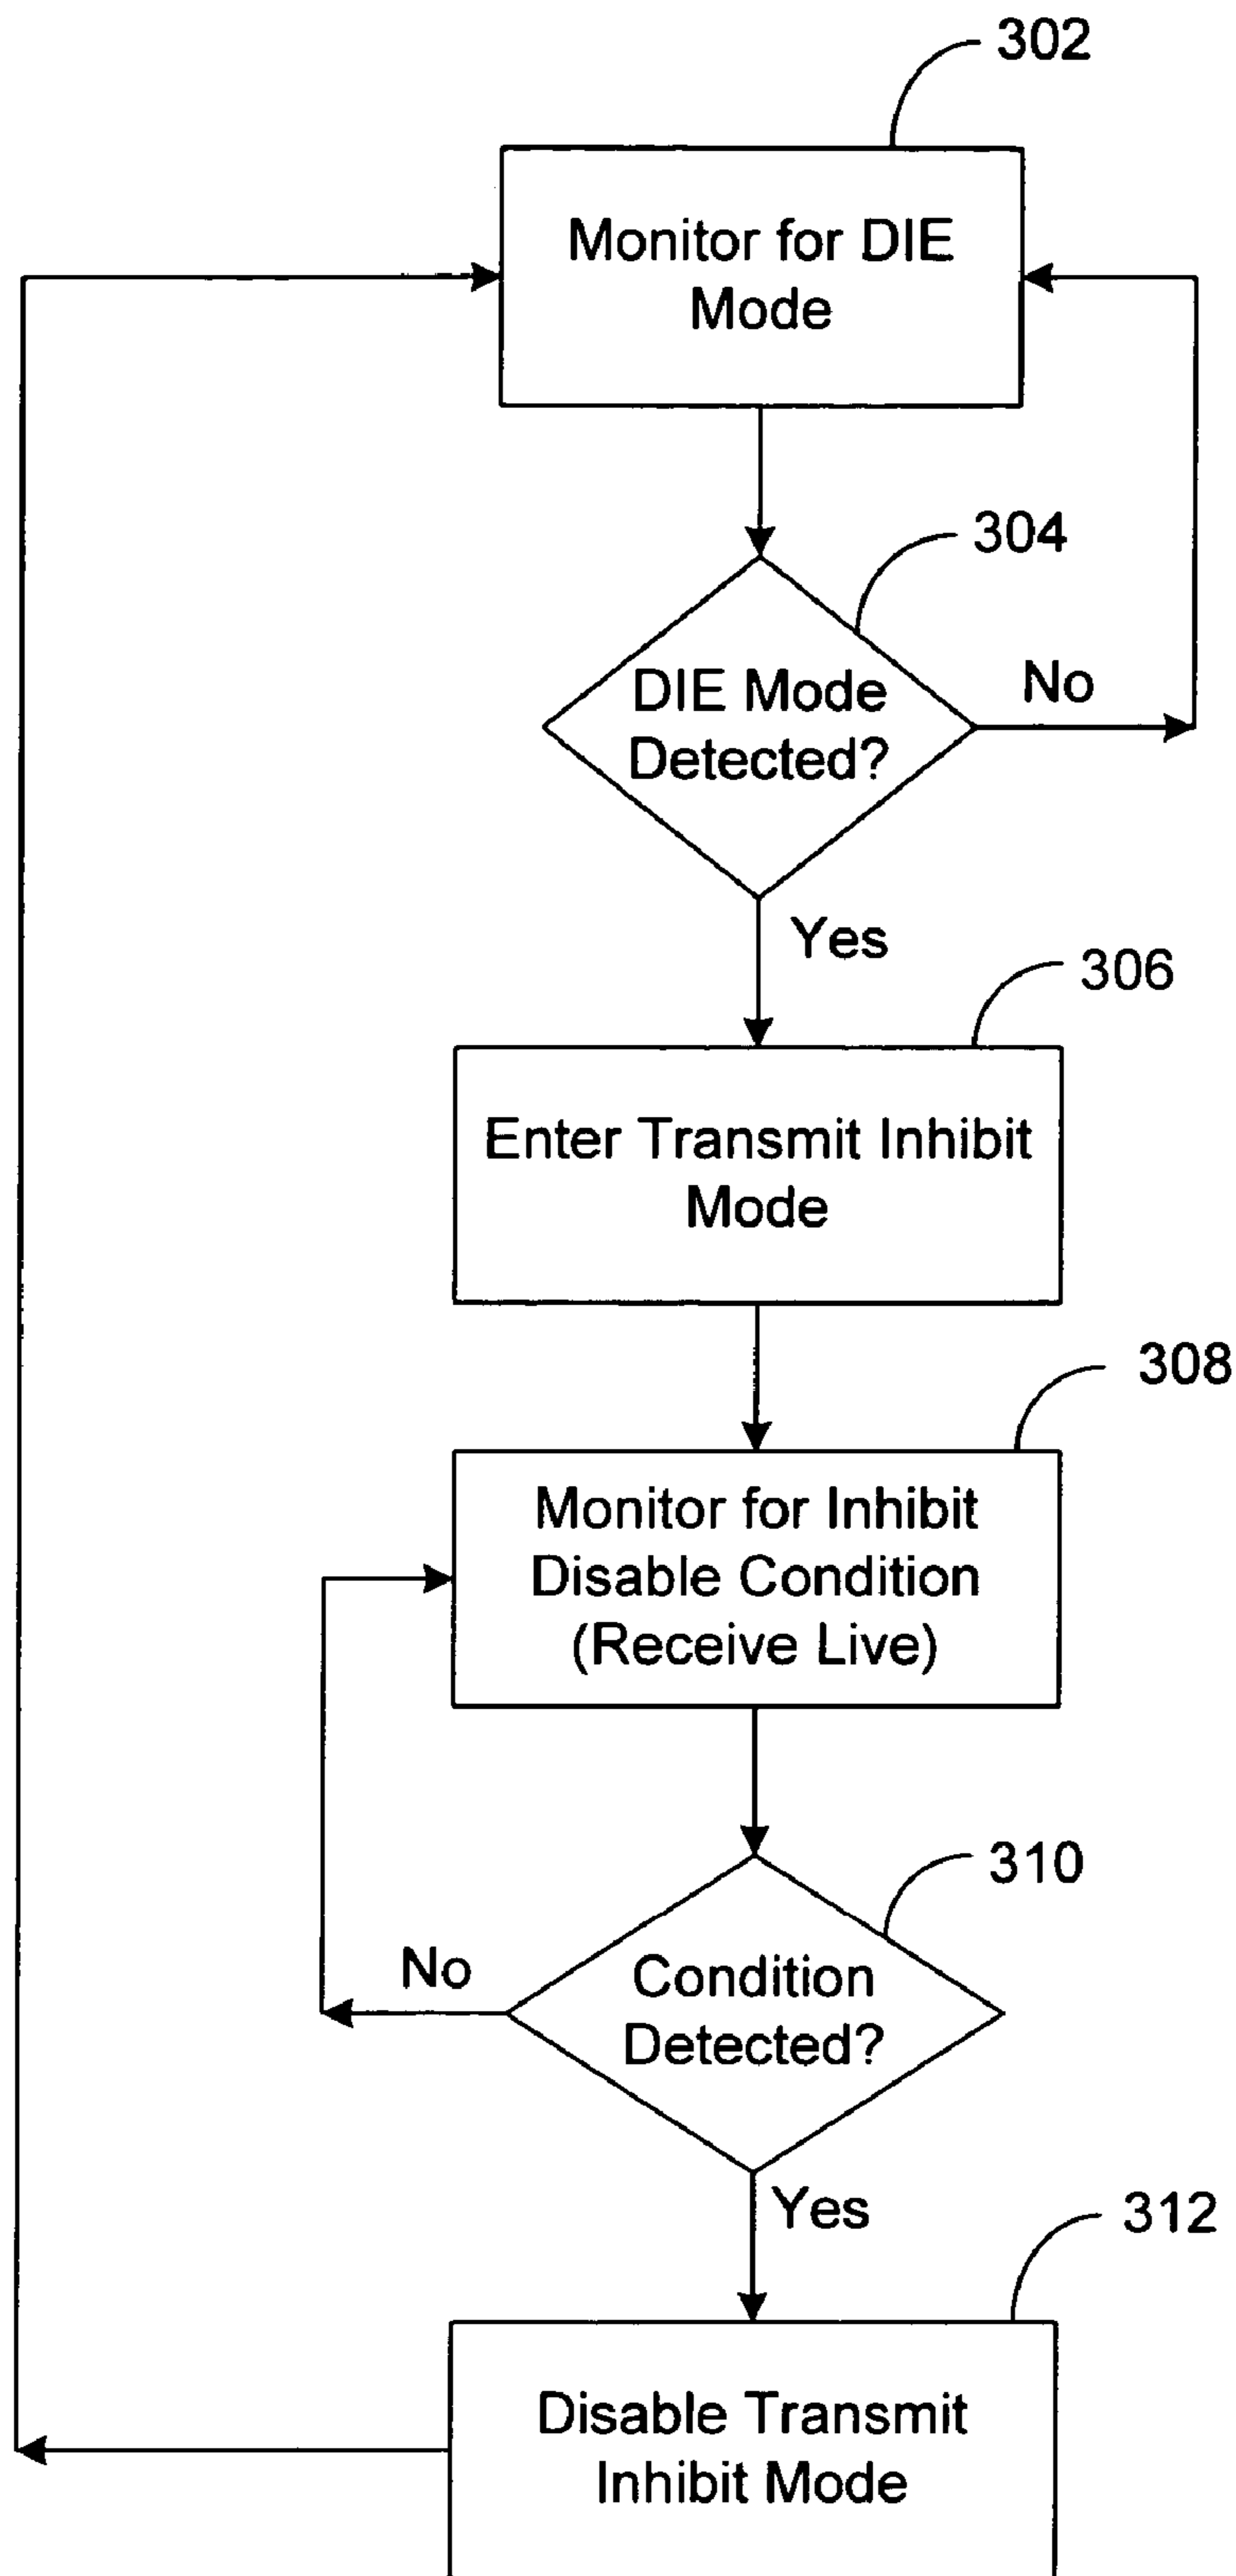 302
Monitor for DIE
Mode
304
DIE Mode
Detected?
No
Yes
306
Enter Transmit Inhibit
Mode
308
Monitor for Inhibit
Disable Condition
(Receive Live)
310
Condition
Detected?
No
Yes
312
Disable Transmit
Inhibit Mode